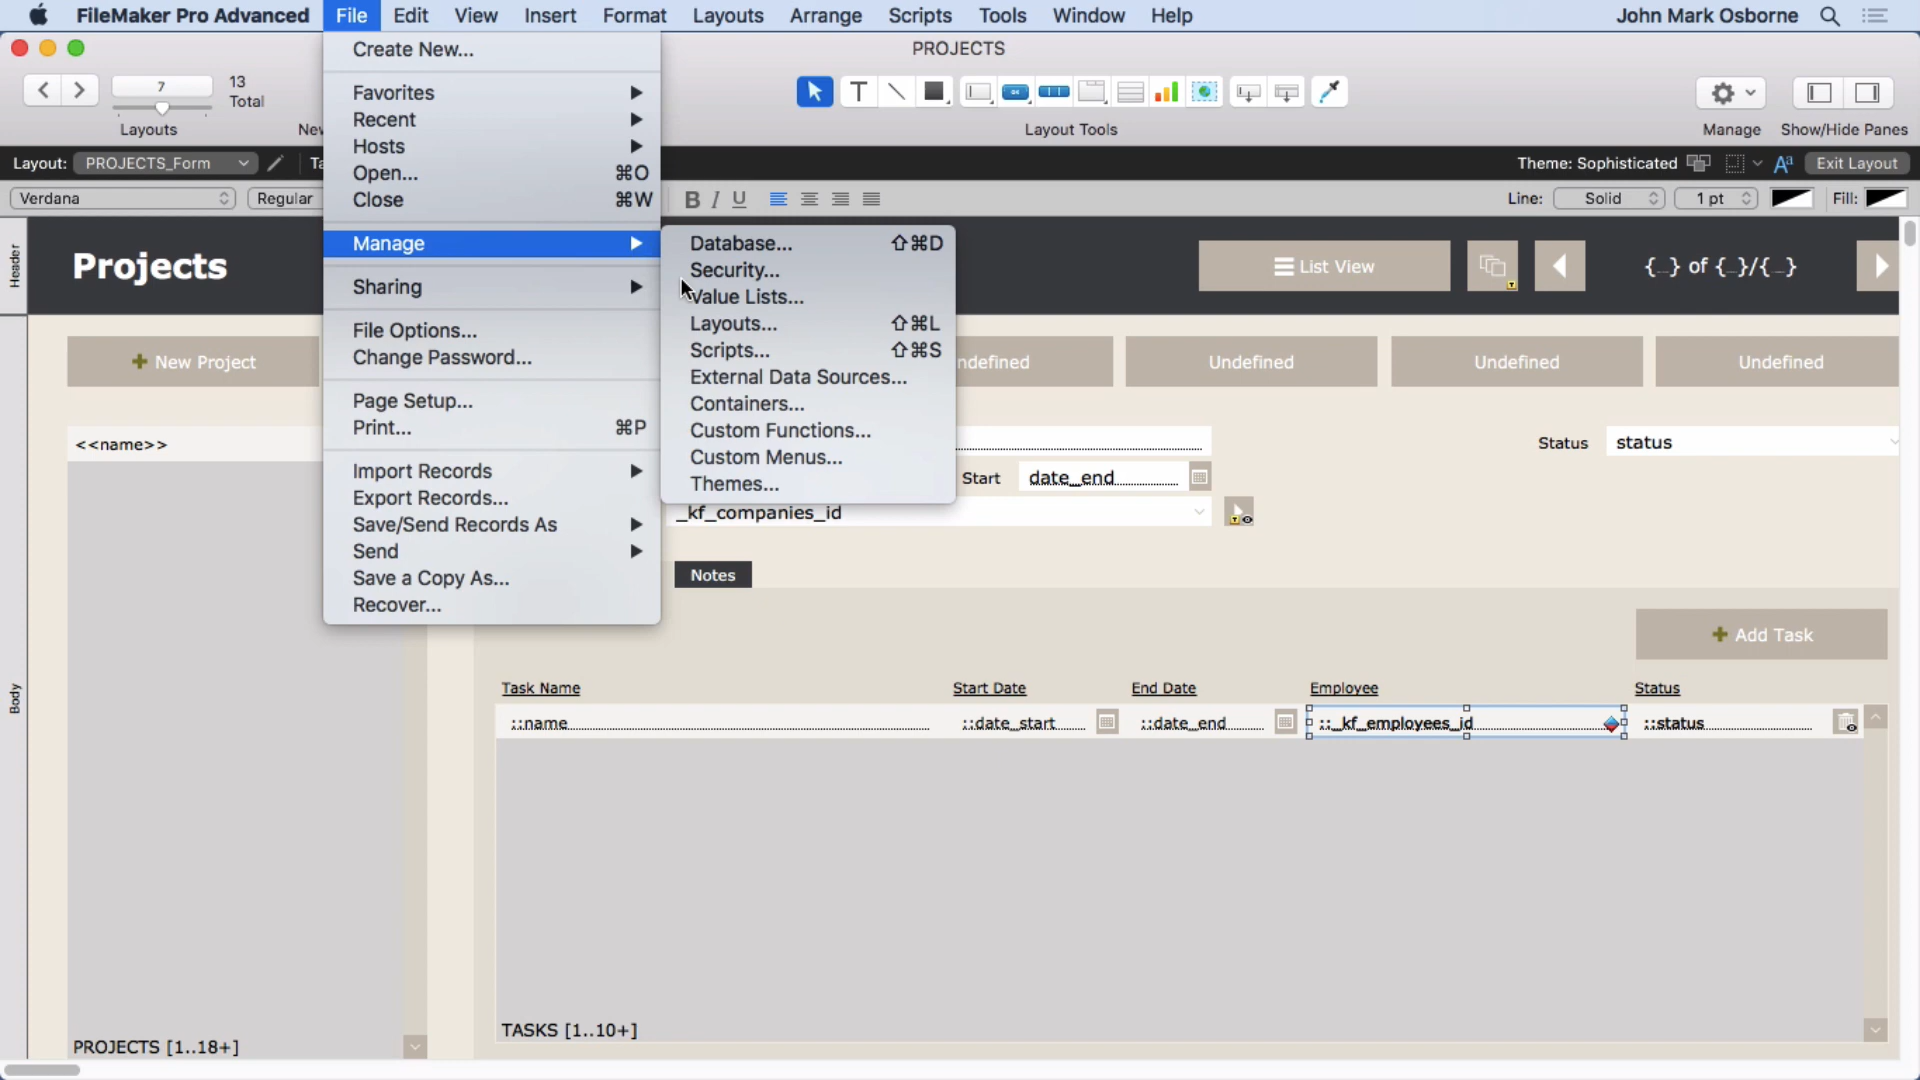 FileMaker Pro Advanced File Edit View Insert Format Layouts Arrange Scripts Tools Window Help John Mark Osborne
PROJECTS
7
13
Total
Layouts
New
Layout Tools
Manage
Show/Hide Panes
Layout: PROJECTS_Form
Ta
Theme: Sophisticated
Aa
Exit Layout
Verdana
Regular
B I U
Line: Solid 1 pt Fill:
Create New...
Favorites
Recent
Hosts
Open... ⌘O
Close ⌘W
Manage
Sharing
File Options...
Change Password...
Page Setup...
Print... ⌘P
Import Records
Export Records...
Save/Send Records As
Send
Save a Copy As...
Recover...
Database... ⇧⌘D
Security...
Value Lists...
Layouts... ⇧⌘L
Scripts... ⇧⌘S
External Data Sources...
Containers...
Custom Functions...
Custom Menus...
Themes...
Header
Projects
List View
{_} of {_}/{_}
+ New Project
ndefined
Undefined
Undefined
Undefined
<<name>>
Status
status
Start
date_end
_kf_companies_id
Notes
+ Add Task
Body
Task Name Start Date End Date Employee Status
::name ::date_start ::date_end ::_kf_employees_id ::status
TASKS [1..10+]
PROJECTS [1..18+]